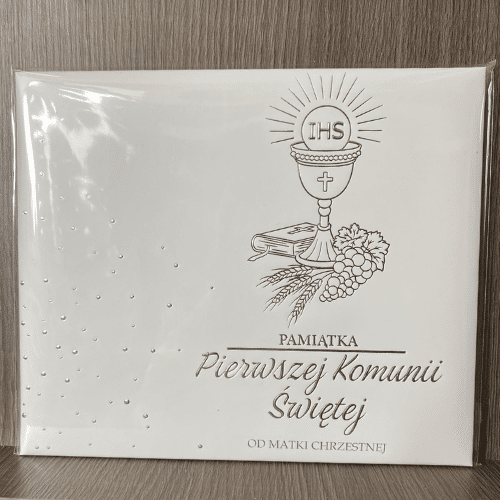 IHS
PAMIĄTKA
Pierwszej Komunii
Świętej
OD MATKI CHRZESTNEJ